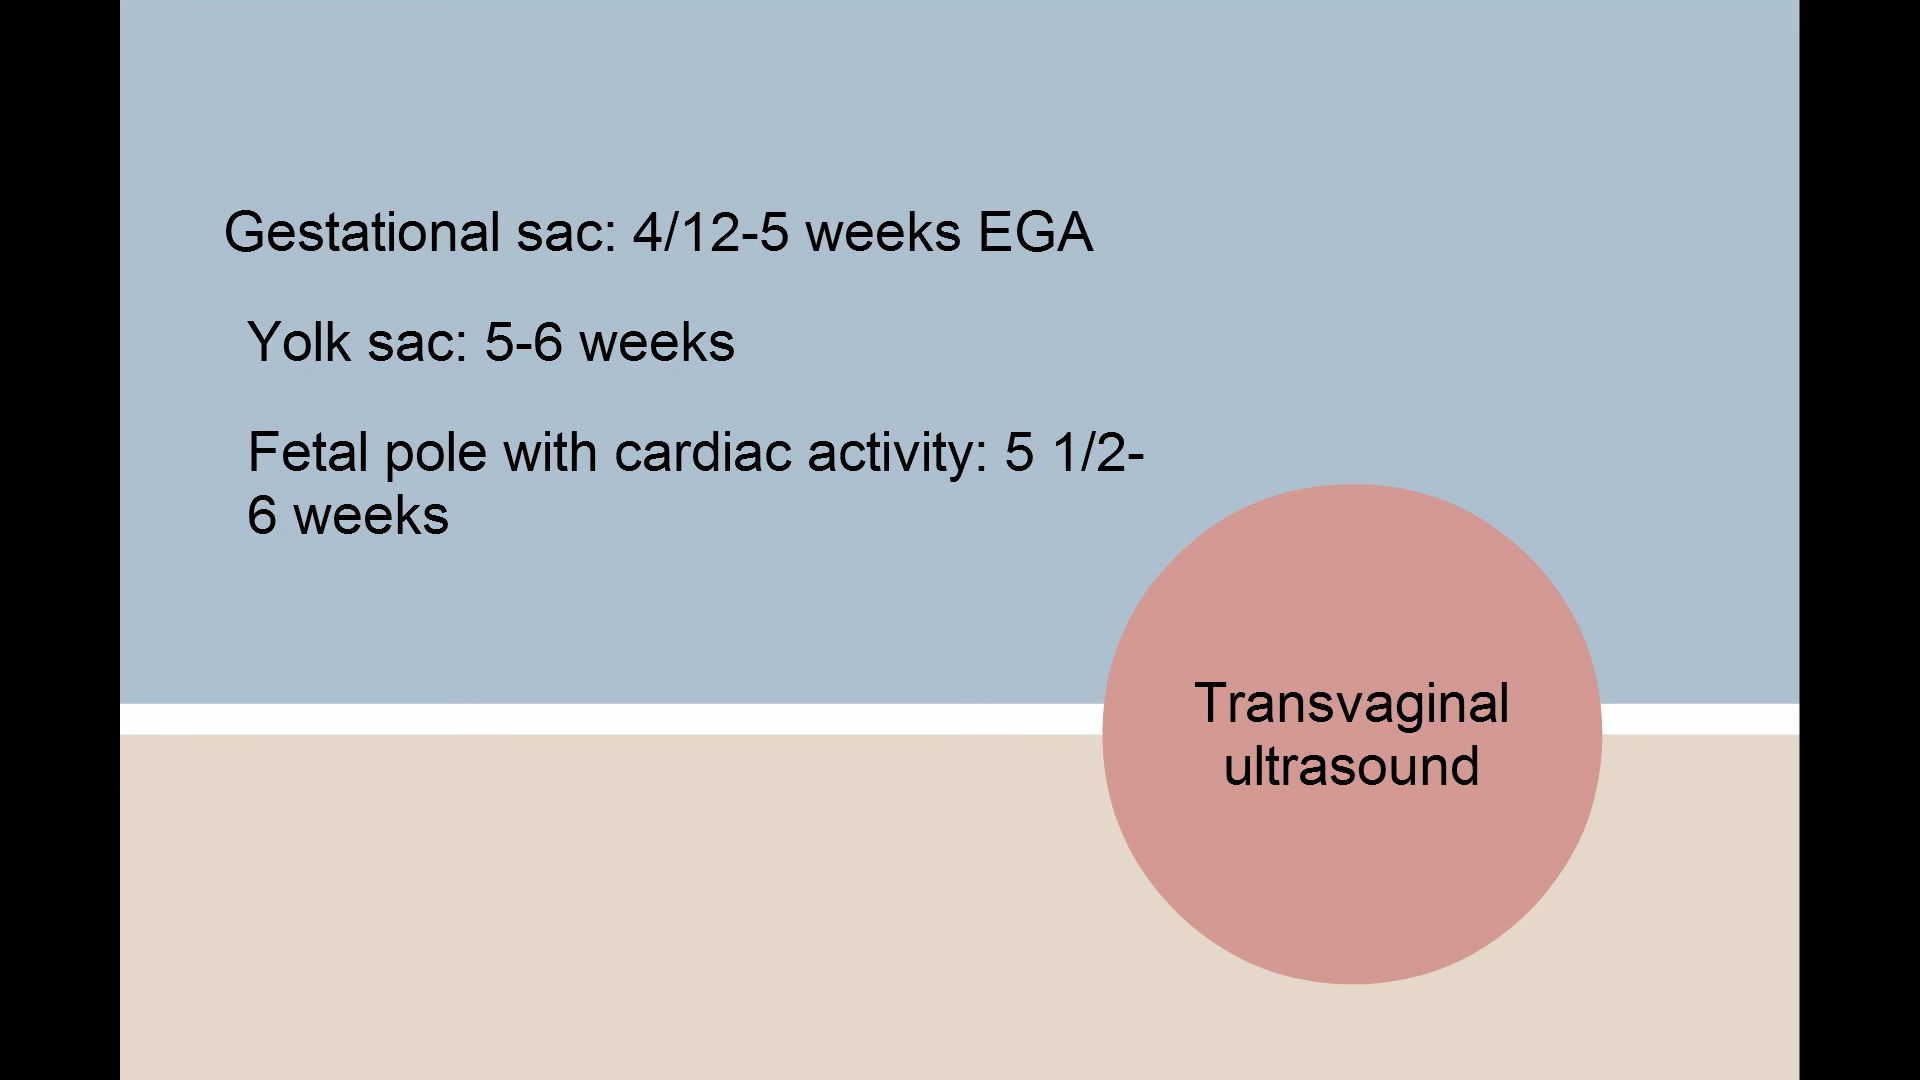 Gestational sac: 4/12-5 weeks EGA
Yolk sac: 5-6 weeks
Fetal pole with cardiac activity: 5 1/2-
6 weeks
Transvaginal
ultrasound